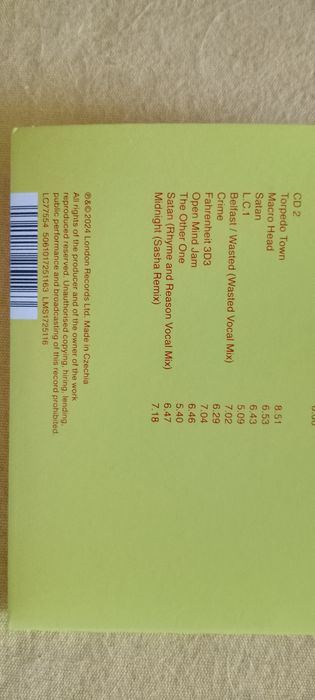 CD 2
Torpedo Town 8.51
Macro Head 6.53
Satan 6.43
L.C.1 5.09
Belfast / Wasted (Wasted Vocal Mix) 7.02
Crime 6.29
Fahrenheit 3D3 7.04
Open Mind Jam 6.46
The Other One 5.40
Satan (Rhyme and Reason Vocal Mix) 6.47
Midnight (Sasha Remix) 7.18
℗&© 2024 London Records Ltd. Made in Czechia
All rights of the producer and of the owner of the work
reproduced reserved. Unauthorised copying, hiring, lending,
public performance and broadcasting of this record prohibited.
LC77554 5061017251163 LMS1725116